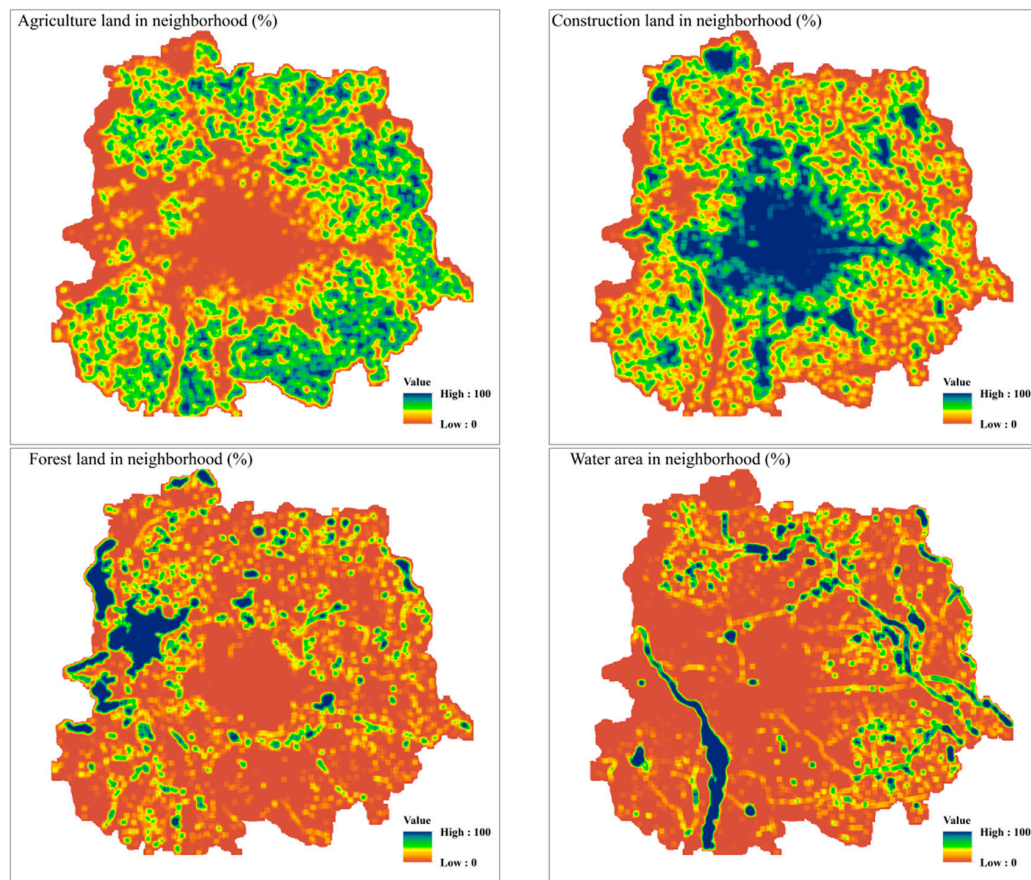 Agriculture land in neighborhood (%)
Value
High : 100
Low : 0
Construction land in neighborhood (%)
Value
High : 100
Low : 0
Forest land in neighborhood (%)
Value
High : 100
Low : 0
Water area in neighborhood (%)
Value
High : 100
Low : 0